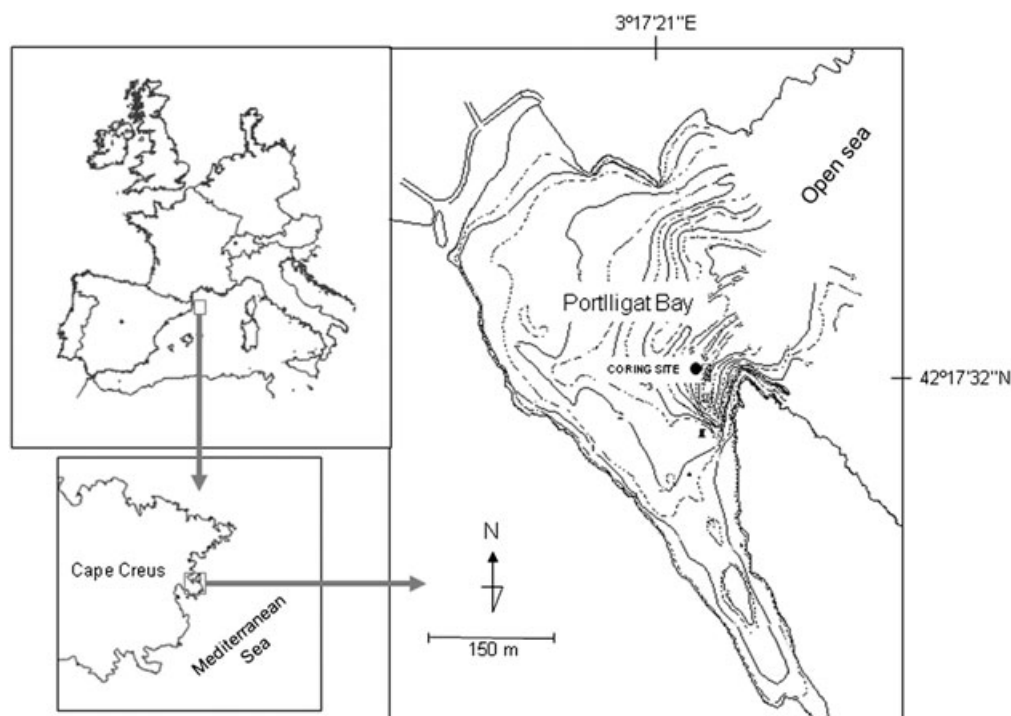 3º17'21''E
Open sea
Portlligat Bay
CORING SITE
42º17'32''N
Cape Creus
Mediterranean
Sea
N
150 m